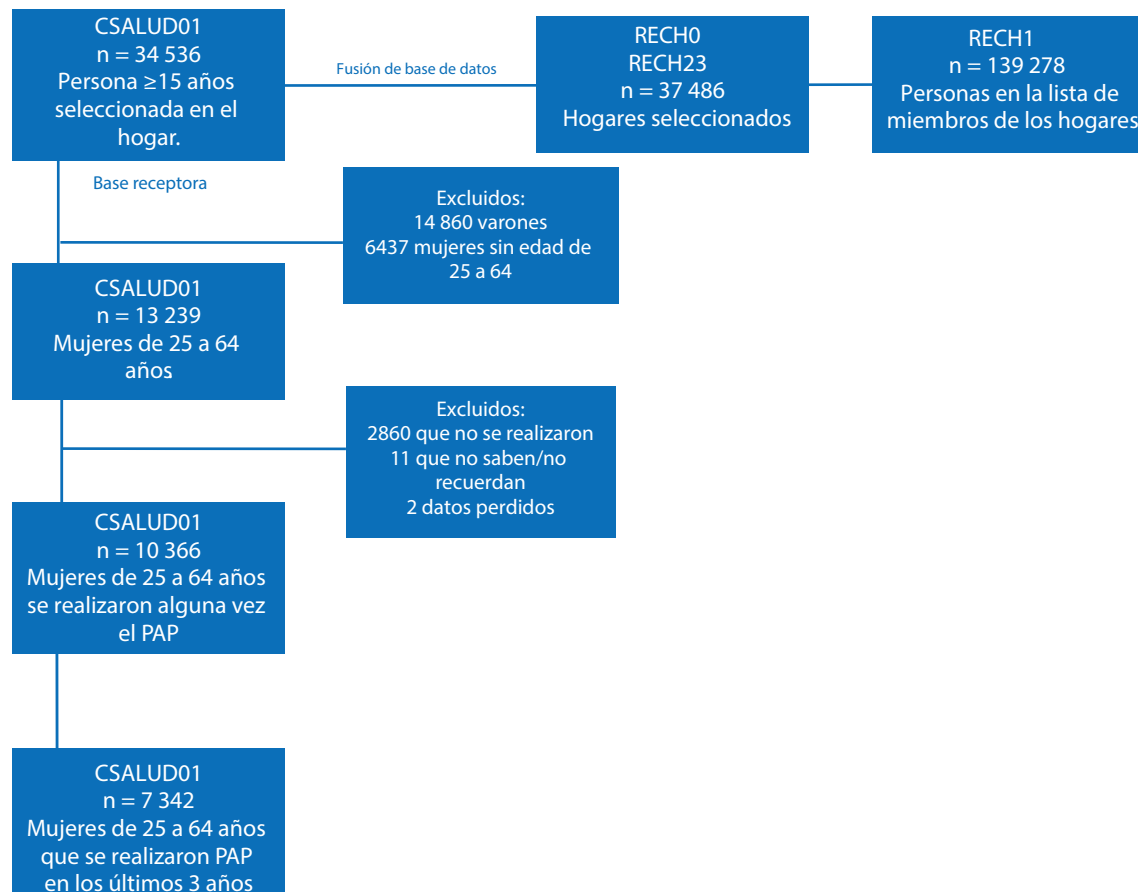 CSALUD01
n = 34 536
Persona ≥15 años
seleccionada en el
hogar.
Fusión de base de datos
RECH0
RECH23
n = 37 486
Hogares seleccionados
RECH1
n = 139 278
Personas en la lista de
miembros de los hogares
Base receptora
Excluidos:
14 860 varones
6437 mujeres sin edad de
25 a 64
CSALUD01
n = 13 239
Mujeres de 25 a 64
años.
Excluidos:
2860 que no se realizaron
11 que no saben/no
recuerdan
2 datos perdidos
CSALUD01
n = 10 366
Mujeres de 25 a 64 años
se realizaron alguna vez
el PAP
CSALUD01
n = 7 342
Mujeres de 25 a 64 años
que se realizaron PAP
en los últimos 3 años